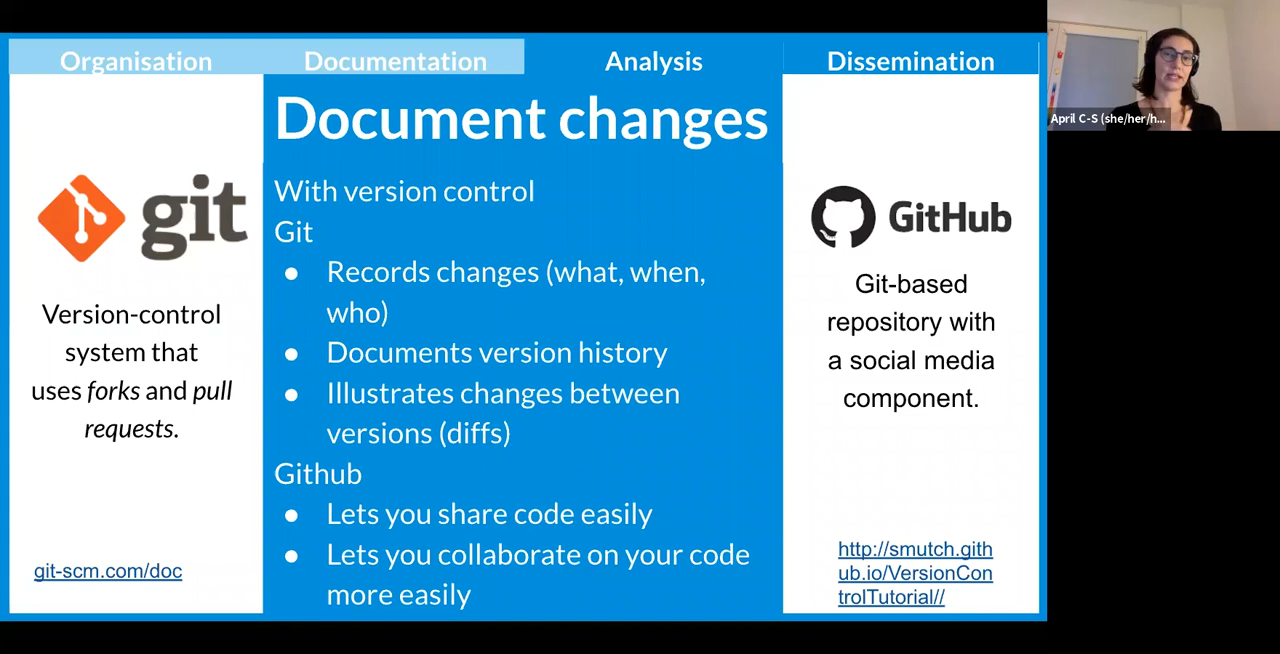 Organisation Documentation Analysis Dissemination
Document changes
git
Version-control
system that
uses forks and pull
requests.
git-scm.com/doc
With version control
Git
● Records changes (what, when,
who)
● Documents version history
● Illustrates changes between
versions (diffs)
Github
● Lets you share code easily
● Lets you collaborate on your code
more easily
GitHub
Git-based
repository with
a social media
component.
http://smutch.gith
ub.io/VersionCon
trolTutorial//
April C-S (she/her/h...